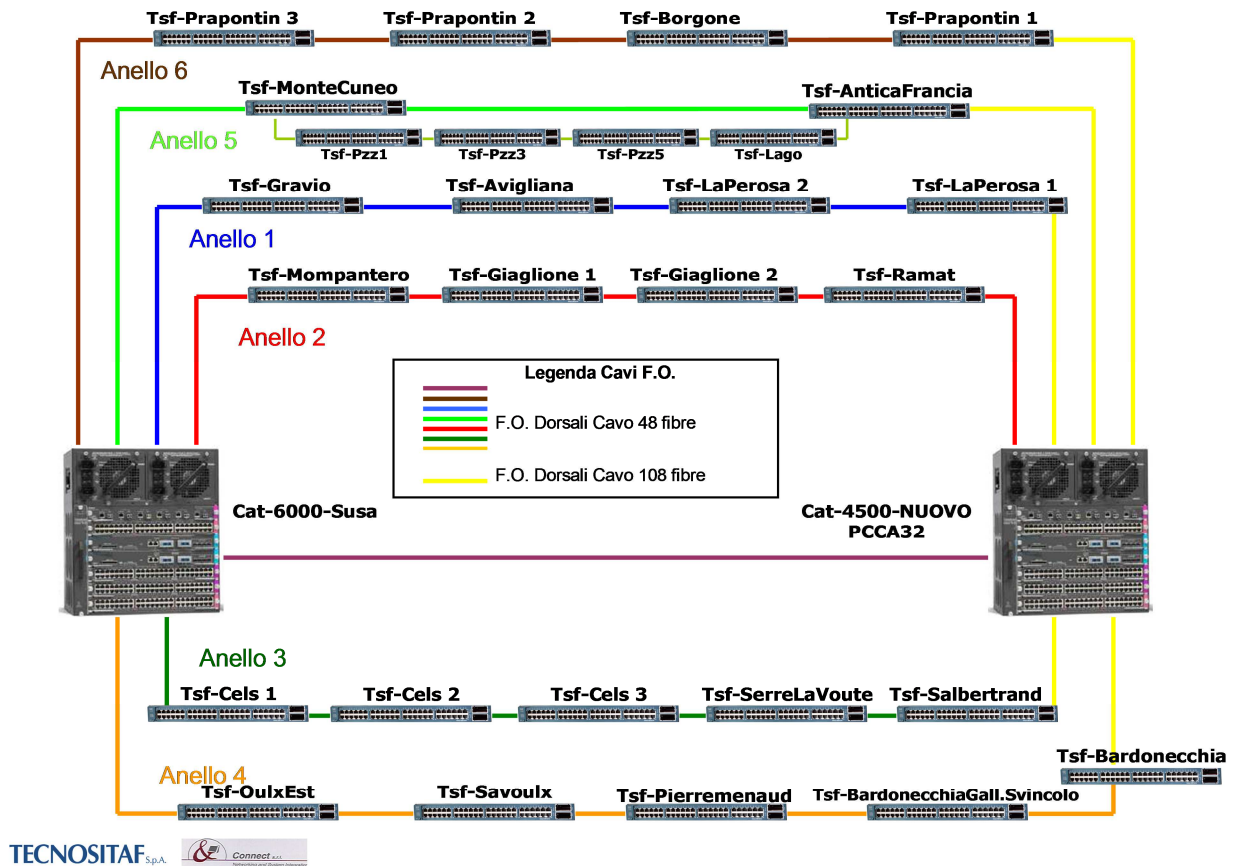 Tsf-Prapontin 3
Tsf-Prapontin 2
Tsf-Borgone
Tsf-Prapontin 1
Anello 6
Tsf-MonteCuneo
Tsf-AnticaFrancia
Anello 5
Tsf-Pzz1
Tsf-Pzz3
Tsf-Pzz5
Tsf-Lago
Tsf-Gravio
Tsf-Avigliana
Tsf-LaPerosa 2
Tsf-LaPerosa 1
Anello 1
Tsf-Mompantero
Tsf-Giaglione 1
Tsf-Giaglione 2
Tsf-Ramat
Anello 2
Legenda Cavi F.O.
F.O. Dorsali Cavo 48 fibre
F.O. Dorsali Cavo 108 fibre
Cat-6000-Susa
Cat-4500-NUOVO
PCCA32
Anello 3
Tsf-Cels 1
Tsf-Cels 2
Tsf-Cels 3
Tsf-SerreLaVoute
Tsf-Salbertrand
Tsf-Bardonecchia
Anello 4
Tsf-OulxEst
Tsf-Savoulx
Tsf-Pierremenaud
Tsf-BardonecchiaGall.Svincolo
TECNOSITAF S.p.A.
& Connect s.r.l.
Networking and System Integration